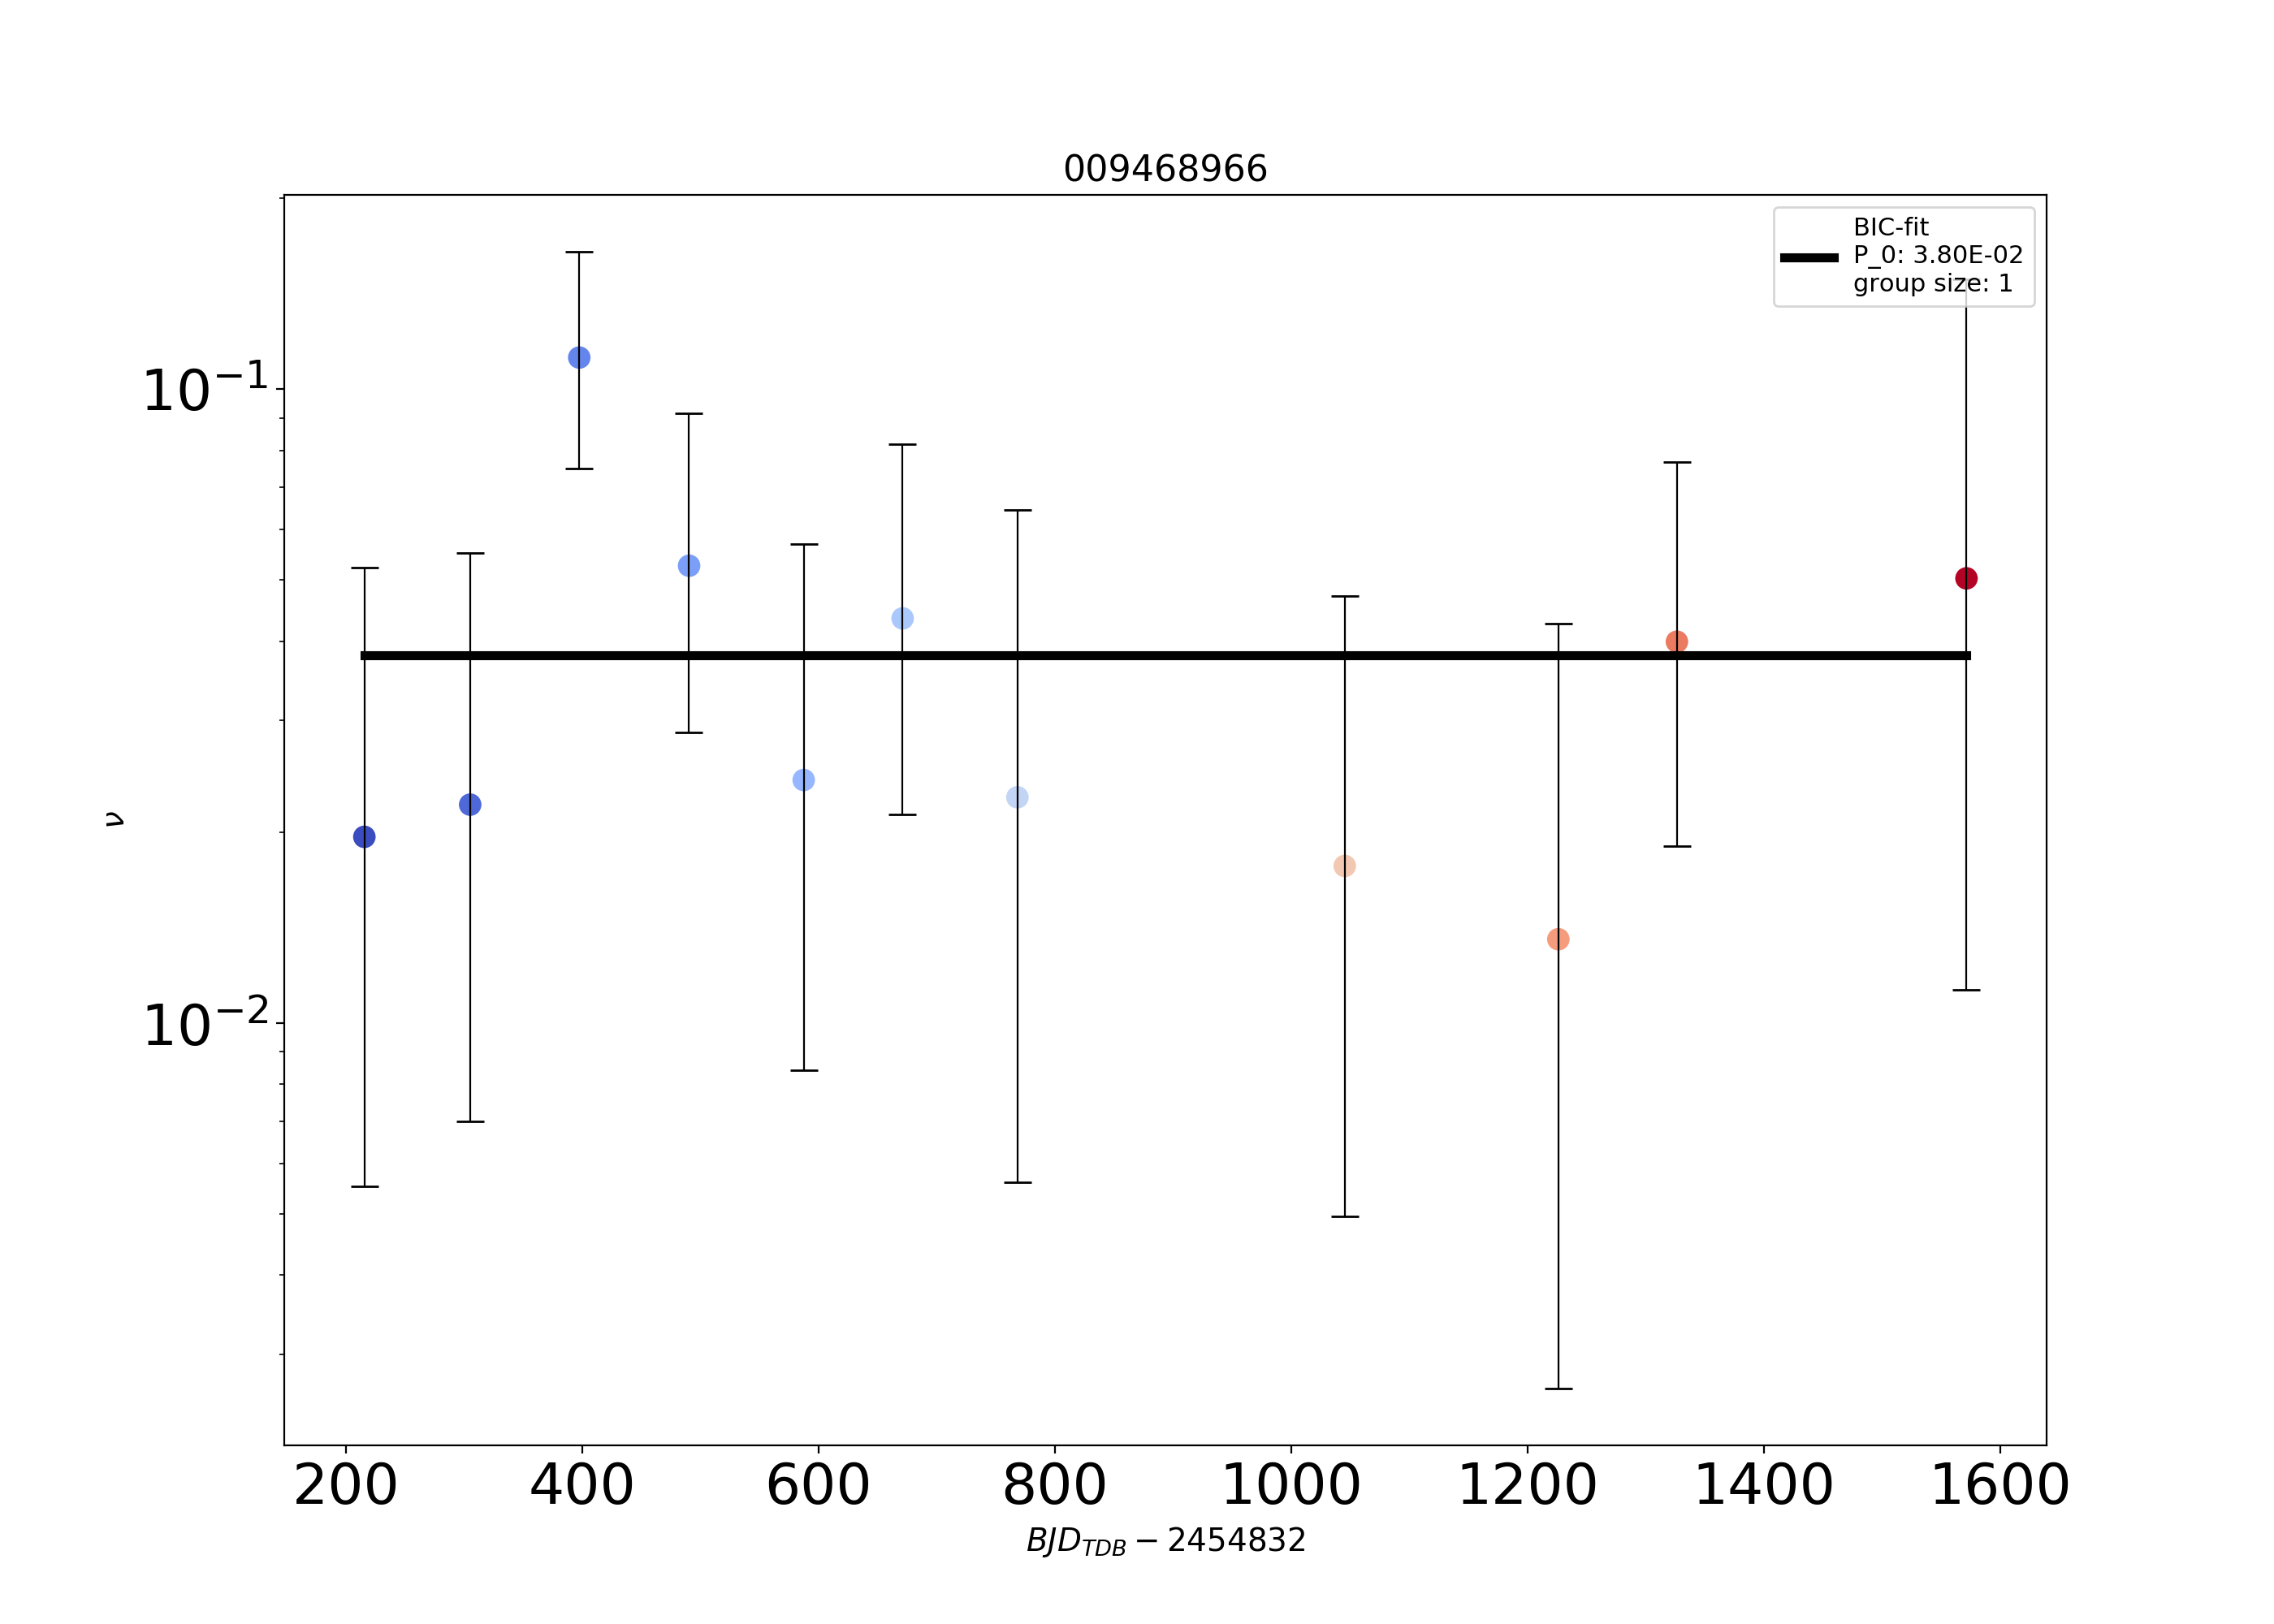 009468966
BIC-fit
P_0: 3.80E-02
group size: 1
10⁻¹
10⁻²
ν
200 400 600 800 1000 1200 1400 1600
BJD_TDB − 2454832